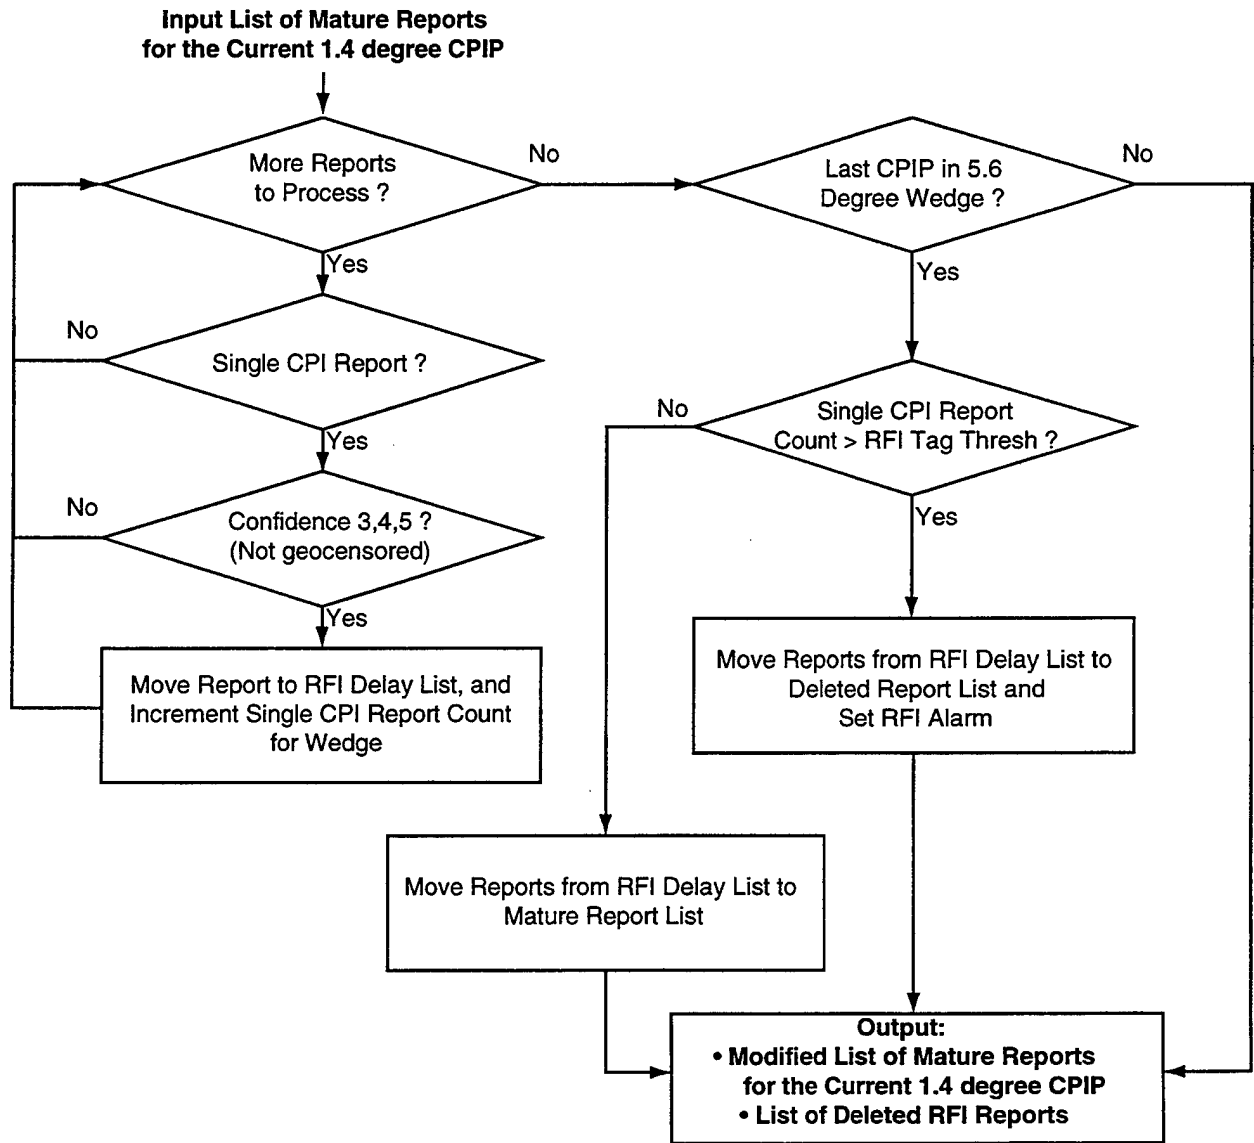 Input List of Mature Reports
for the Current 1.4 degree CPIP
More Reports
to Process ?
No
Yes
Single CPI Report ?
No
Yes
Confidence 3,4,5 ?
(Not geocensored)
No
Yes
Move Report to RFI Delay List, and
Increment Single CPI Report Count
for Wedge
Last CPIP in 5.6
Degree Wedge ?
No
Yes
Single CPI Report
Count > RFI Tag Thresh ?
No
Yes
Move Reports from RFI Delay List to
Deleted Report List and
Set RFI Alarm
Move Reports from RFI Delay List to
Mature Report List
Output:
• Modified List of Mature Reports
for the Current 1.4 degree CPIP
• List of Deleted RFI Reports